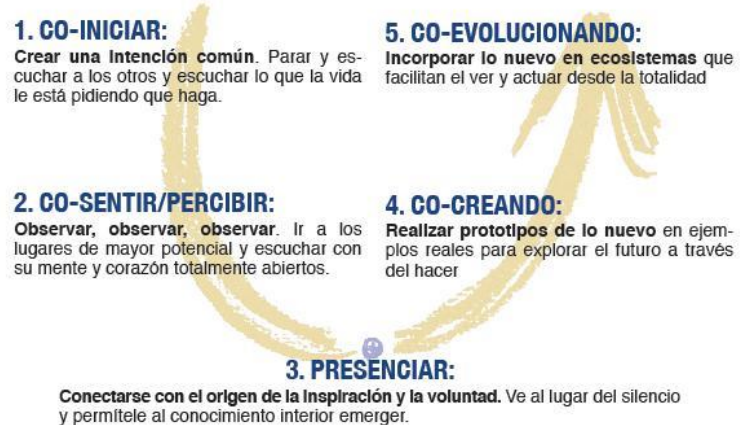 1. CO-INICIAR:
Crear una intención común. Parar y es-
cuchar a los otros y escuchar lo que la vida
le está pidiendo que haga.
5. CO-EVOLUCIONANDO:
Incorporar lo nuevo en ecosistemas que
facilitan el ver y actuar desde la totalidad
2. CO-SENTIR/PERCIBIR:
Observar, observar, observar. Ir a los
lugares de mayor potencial y escuchar con
su mente y corazón totalmente abiertos.
4. CO-CREANDO:
Realizar prototipos de lo nuevo en ejem-
plos reales para explorar el futuro a través
del hacer
3. PRESENCIAR:
Conectarse con el origen de la inspiración y la voluntad. Ve al lugar del silencio
y permítele al conocimiento interior emerger.